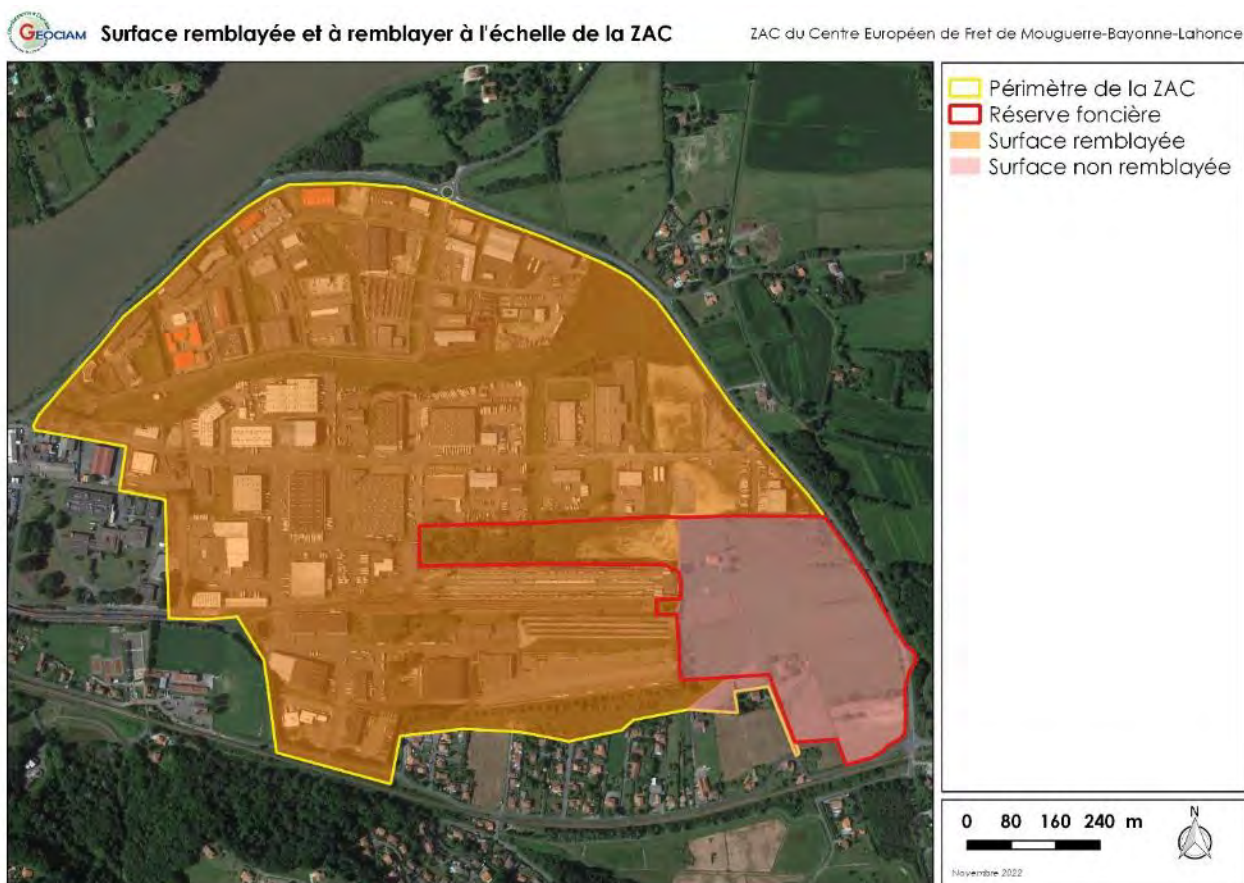 GEOCIAM
Surface remblayée et à remblayer à l'échelle de la ZAC
ZAC du Centre Européen de Fret de Mouguerre-Bayonne-Lahonce
Périmètre de la ZAC
Réserve foncière
Surface remblayée
Surface non remblayée
0 80 160 240 m
N
Novembre 2022